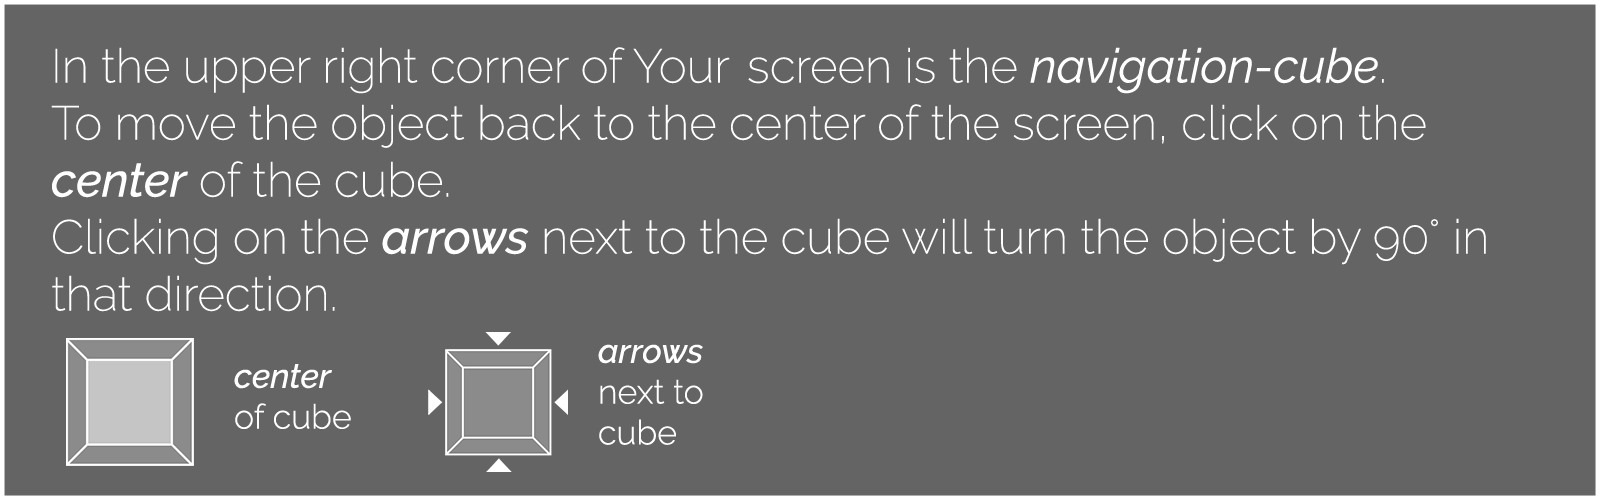 In the upper right corner of Your screen is the navigation-cube.
To move the object back to the center of the screen, click on the
center of the cube.
Clicking on the arrows next to the cube will turn the object by 90° in
that direction.
center
of cube
arrows
next to
cube